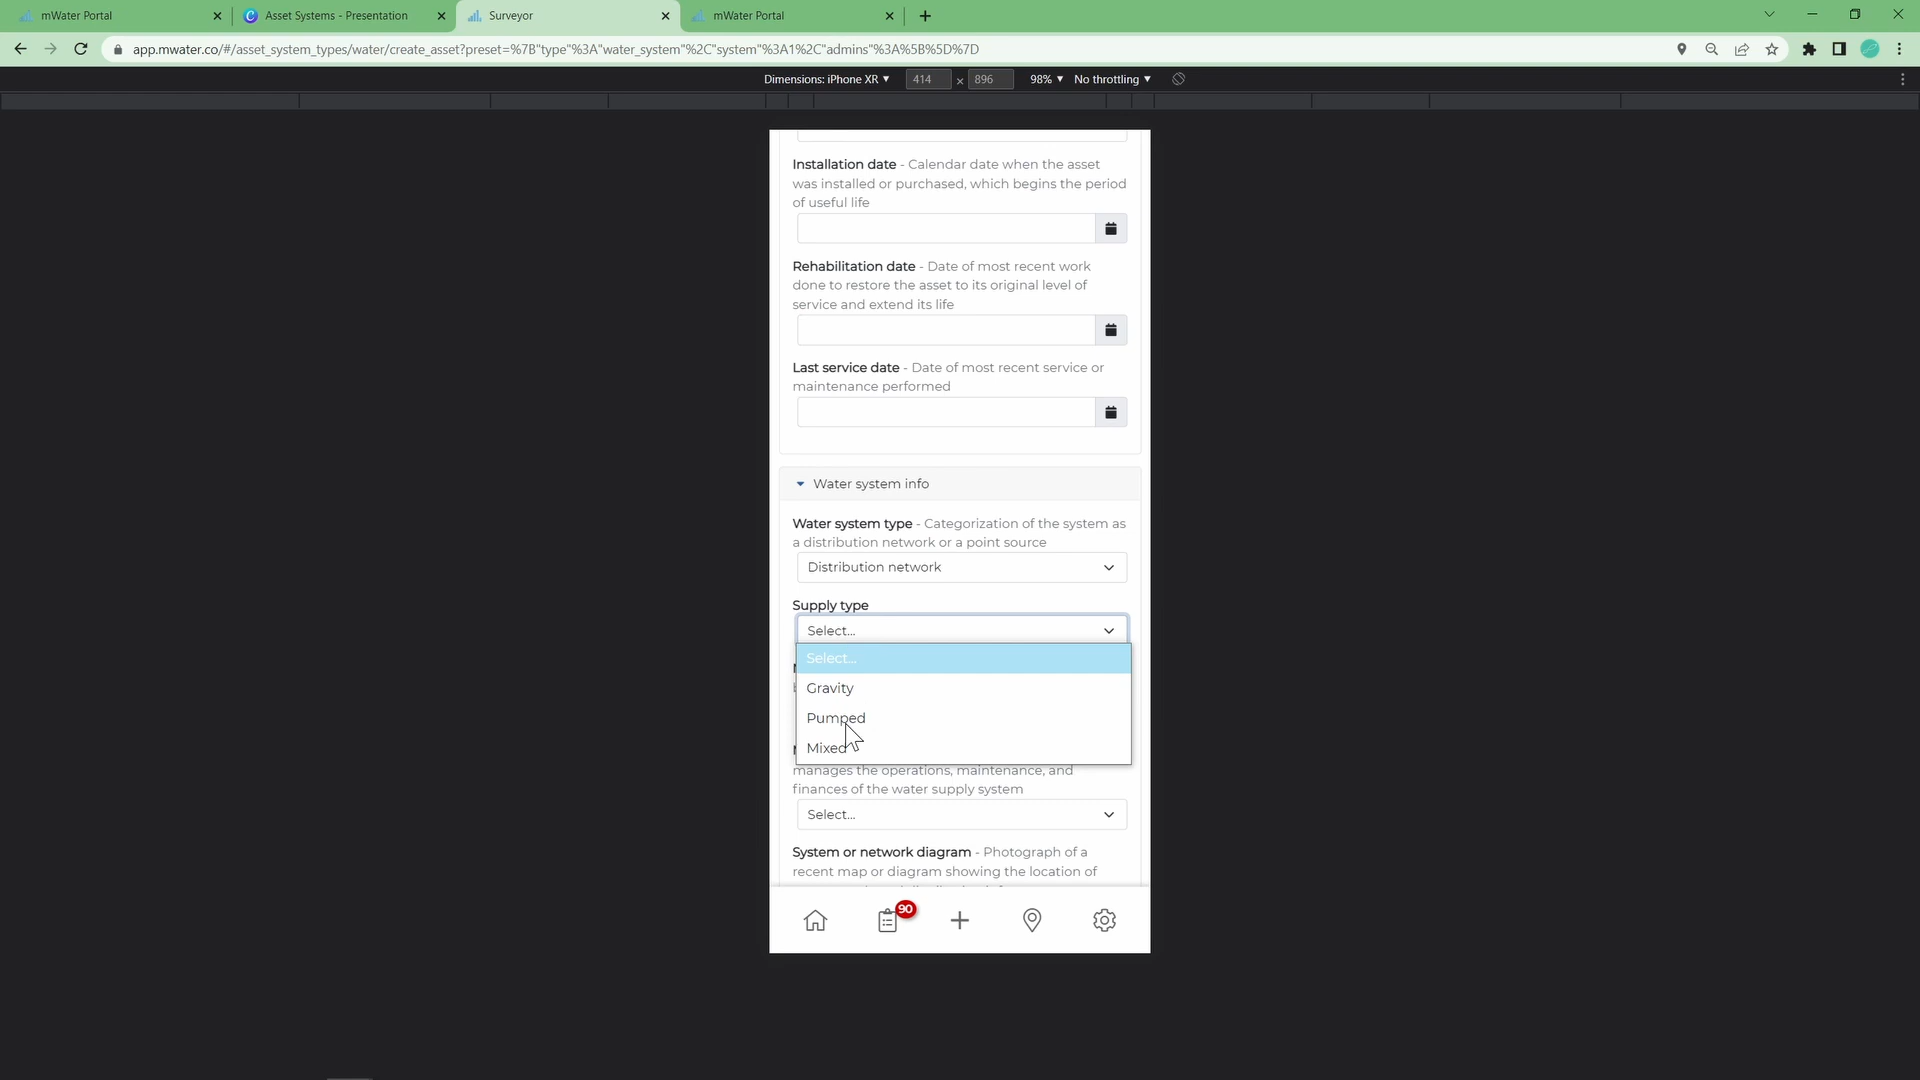 mWater Portal
Asset Systems - Presentation
Surveyor
mWater Portal
app.mwater.co/#/asset_system_types/water/create_asset?preset=%7B"type"%3A"water_system"%2C"system"%3A1%2C"admins"%3A%5B%5D%7D
Dimensions: iPhone XR 414 × 896 98% No throttling
Installation date - Calendar date when the asset
was installed or purchased, which begins the period
of useful life
Rehabilitation date - Date of most recent work
done to restore the asset to its original level of
service and extend its life
Last service date - Date of most recent service or
maintenance performed
Water system info
Water system type - Categorization of the system as
a distribution network or a point source
Distribution network
Supply type
Select...
Select...
Gravity
Pumped
Mixed
manages the operations, maintenance, and
finances of the water supply system
Select...
System or network diagram - Photograph of a
recent map or diagram showing the location of
90